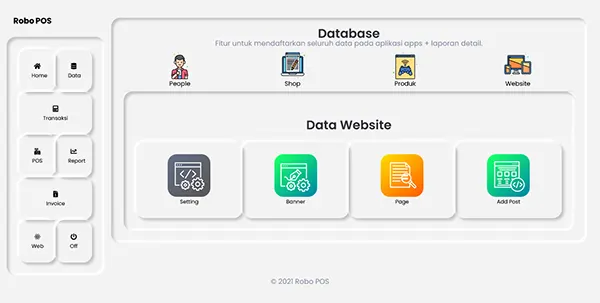 Robo POS
Home
Data
Transaksi
POS
Report
Invoice
Web
Off
Database
Fitur untuk mendaftarkan seluruh data pada aplikasi apps + laporan detail.
People
Shop
Produk
Website
Data Website
Setting
Banner
Page
Add Post
© 2021 Robo POS